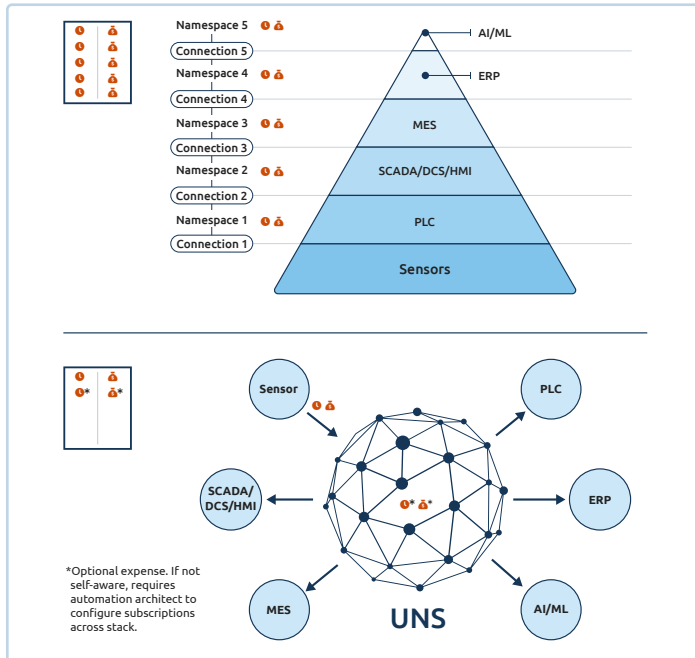 Namespace 5
Connection 5
Namespace 4
Connection 4
Namespace 3
Connection 3
Namespace 2
Connection 2
Namespace 1
Connection 1
AI/ML
ERP
MES
SCADA/DCS/HMI
PLC
Sensors
* *
Sensor
PLC
SCADA/
DCS/HMI
* *
ERP
MES
UNS
AI/ML
*Optional expense. If not
self-aware, requires
automation architect to
configure subscriptions
across stack.